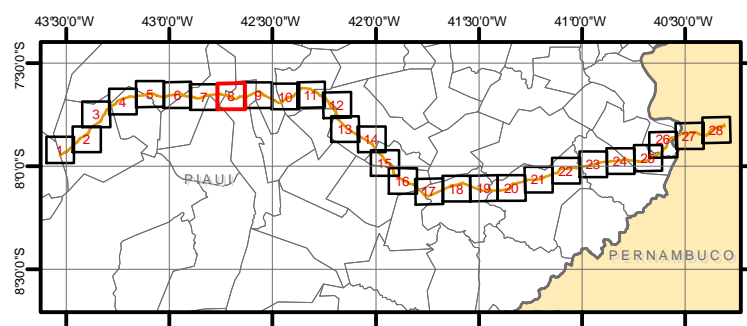 43°30'0"W 43°0'0"W 42°30'0"W 42°0'0"W 41°30'0"W 41°0'0"W 40°30'0"W
7°30'0"S
8°0'0"S
8°30'0"S
1 2 3 4 5 6 7 8 9 10 11 12 13 14 15 16 17 18 19 20 21 22 23 24 25 26 27 28
PIAUI
PERNAMBUCO